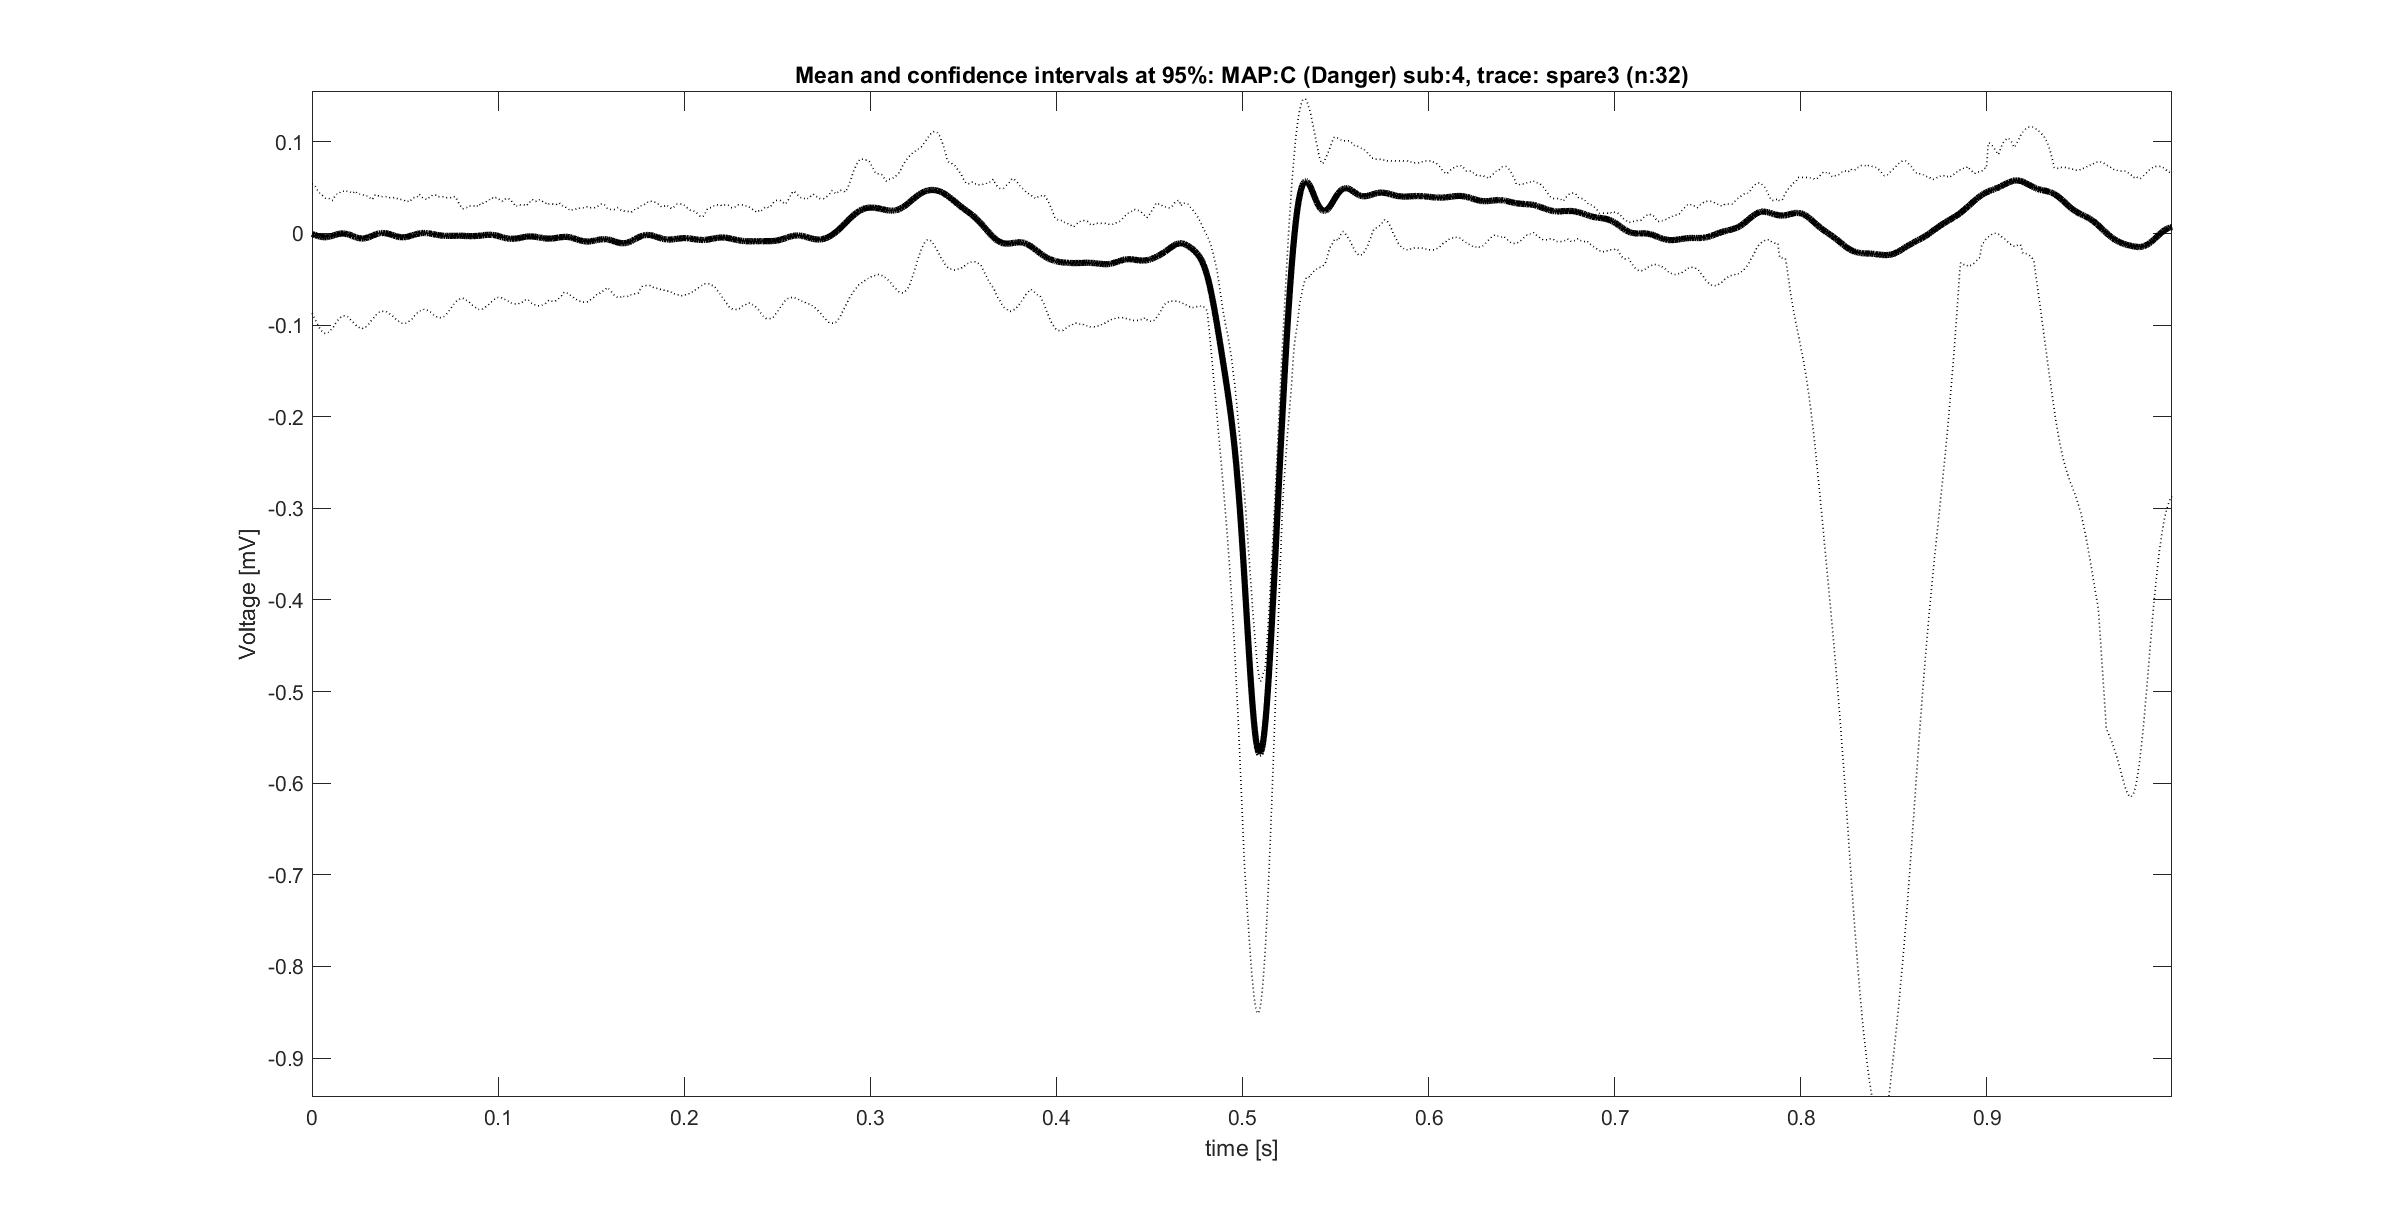 Mean and confidence intervals at 95%: MAP:C (Danger) sub:4, trace: spare3 (n:32)
0.1
0
-0.1
-0.2
-0.3
-0.4
-0.5
-0.6
-0.7
-0.8
-0.9
Voltage [mV]
0 0.1 0.2 0.3 0.4 0.5 0.6 0.7 0.8 0.9
time [s]